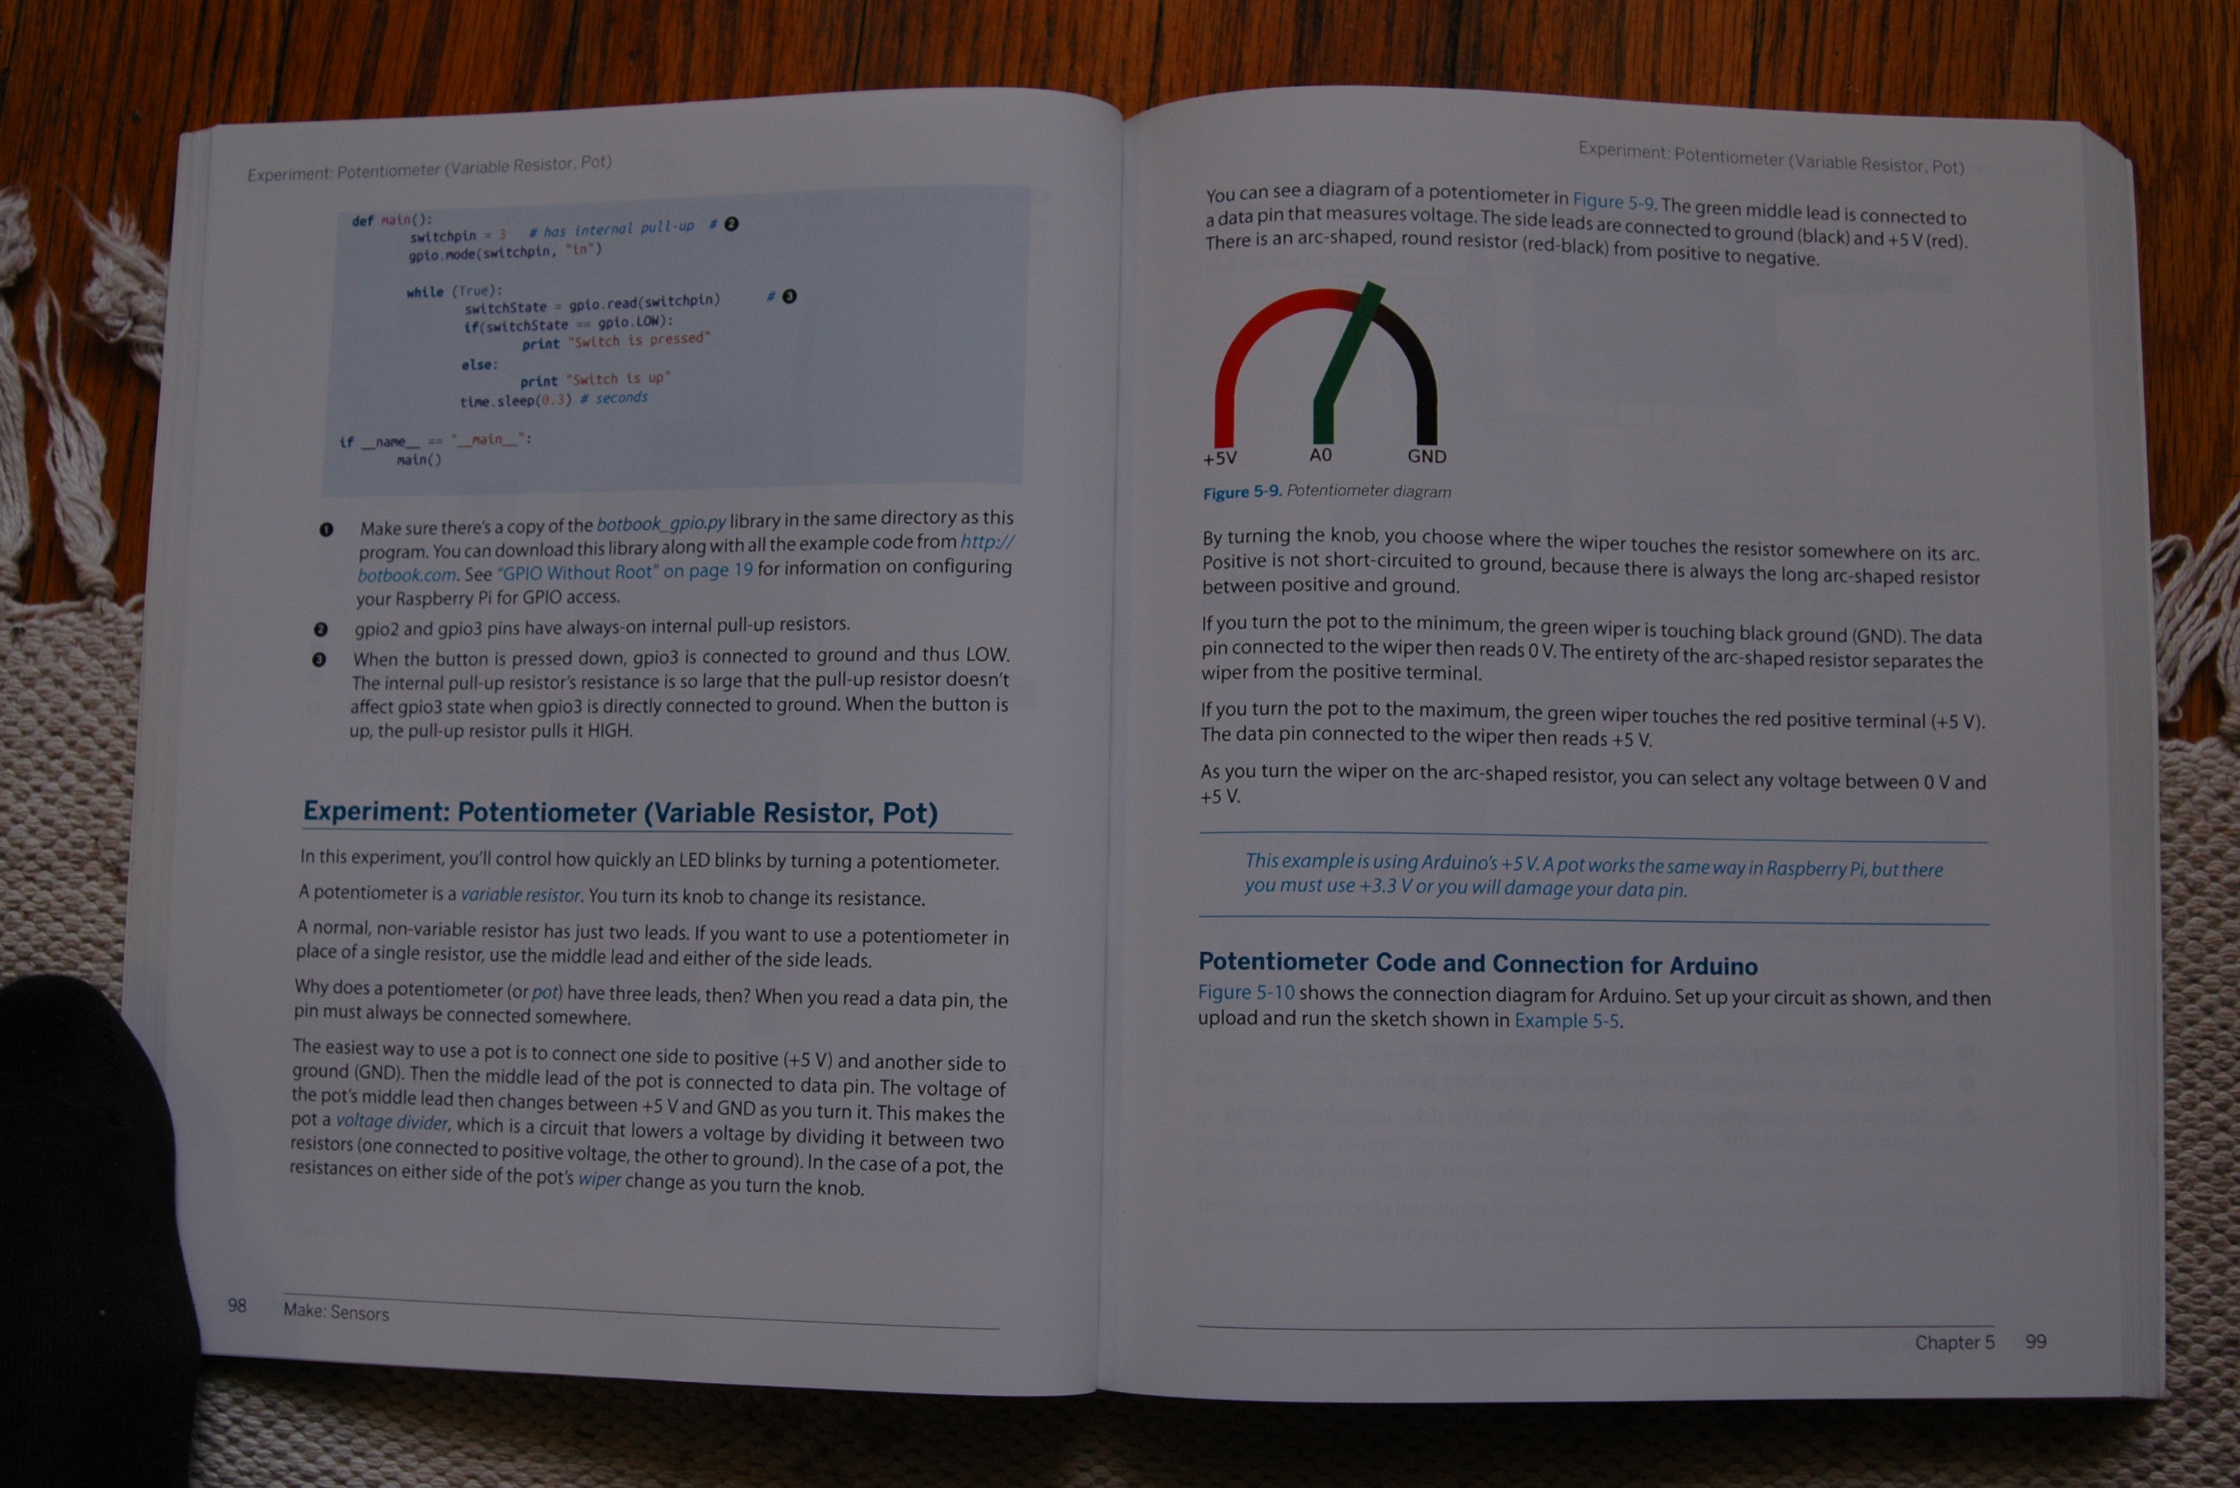 Experiment: Potentiometer (Variable Resistor, Pot)
def main():
switchpin = 3 # has internal pull-up # ❷
gpio.mode(switchpin, "in")
while (True):
switchState = gpio.read(switchpin) # ❸
if(switchState == gpio.LOW):
print "Switch is pressed"
else:
print "Switch is up"
time.sleep(0.3) # seconds
if __name__ == "__main__":
main()
❶ Make sure there's a copy of the botbook_gpio.py library in the same directory as this
program. You can download this library along with all the example code from http://
botbook.com. See "GPIO Without Root" on page 19 for information on configuring
your Raspberry Pi for GPIO access.
❷ gpio2 and gpio3 pins have always-on internal pull-up resistors.
❸ When the button is pressed down, gpio3 is connected to ground and thus LOW.
The internal pull-up resistor's resistance is so large that the pull-up resistor doesn't
affect gpio3 state when gpio3 is directly connected to ground. When the button is
up, the pull-up resistor pulls it HIGH.
Experiment: Potentiometer (Variable Resistor, Pot)
In this experiment, you'll control how quickly an LED blinks by turning a potentiometer.
A potentiometer is a variable resistor. You turn its knob to change its resistance.
A normal, non-variable resistor has just two leads. If you want to use a potentiometer in
place of a single resistor, use the middle lead and either of the side leads.
Why does a potentiometer (or pot) have three leads, then? When you read a data pin, the
pin must always be connected somewhere.
The easiest way to use a pot is to connect one side to positive (+5 V) and another side to
ground (GND). Then the middle lead of the pot is connected to data pin. The voltage of
the pot's middle lead then changes between +5 V and GND as you turn it. This makes the
pot a voltage divider, which is a circuit that lowers a voltage by dividing it between two
resistors (one connected to positive voltage, the other to ground). In the case of a pot, the
resistances on either side of the pot's wiper change as you turn the knob.
98 Make: Sensors
Experiment: Potentiometer (Variable Resistor, Pot)
You can see a diagram of a potentiometer in Figure 5-9. The green middle lead is connected to
a data pin that measures voltage. The side leads are connected to ground (black) and +5 V (red).
There is an arc-shaped, round resistor (red-black) from positive to negative.
+5V A0 GND
Figure 5-9. Potentiometer diagram
By turning the knob, you choose where the wiper touches the resistor somewhere on its arc.
Positive is not short-circuited to ground, because there is always the long arc-shaped resistor
between positive and ground.
If you turn the pot to the minimum, the green wiper is touching black ground (GND). The data
pin connected to the wiper then reads 0 V. The entirety of the arc-shaped resistor separates the
wiper from the positive terminal.
If you turn the pot to the maximum, the green wiper touches the red positive terminal (+5 V).
The data pin connected to the wiper then reads +5 V.
As you turn the wiper on the arc-shaped resistor, you can select any voltage between 0 V and
+5 V.
This example is using Arduino's +5 V. A pot works the same way in Raspberry Pi, but there
you must use +3.3 V or you will damage your data pin.
Potentiometer Code and Connection for Arduino
Figure 5-10 shows the connection diagram for Arduino. Set up your circuit as shown, and then
upload and run the sketch shown in Example 5-5.
Chapter 5 99